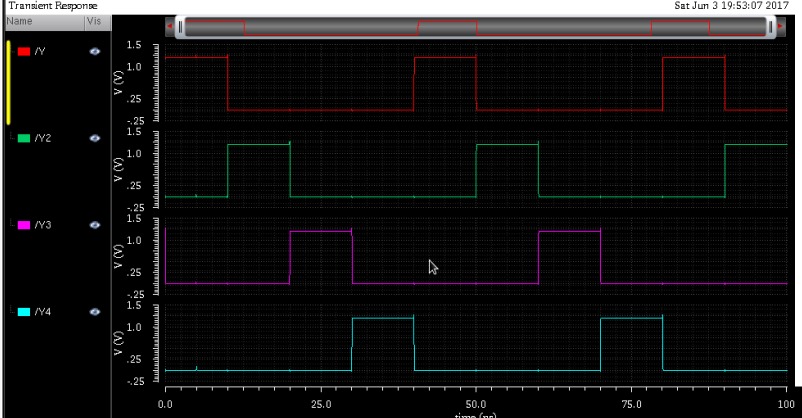 Transient Response Sat Jun 3 19:53:07 2017
Name Vis
/Y
1.5
1.0
.25
-.25
V (V)
/Y2
1.5
1.0
.25
-.25
V (V)
/Y3
1.5
1.0
.25
-.25
V (V)
/Y4
1.5
1.0
.25
-.25
V (V)
0.0 25.0 50.0 75.0 100
time (ns)